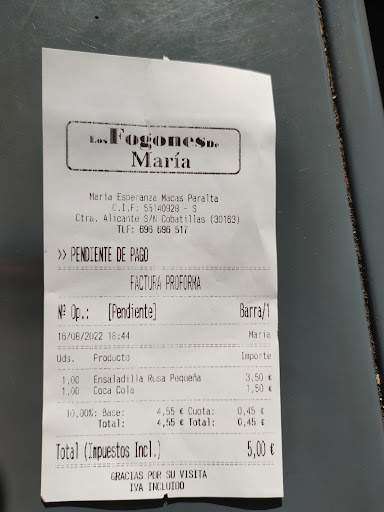 Los Fogones De
María
María Esperanza Macas Peralta
C.I.F: 55140928 - S
Ctra. Alicante S/N Cobatillas (30163)
TLF: 696 696 517
>> PENDIENTE DE PAGO
FACTURA PROFORMA
Nº Op.: [Pendiente] Barra/1
16/08/2022 18:44 María
Uds. Producto Importe
1,00 Ensaladilla Rusa Pequeña 3,50 €
1,00 Coca Cola 1,50 €
10,00%: Base: 4,55 € Cuota: 0,45 €
Total: 4,55 € Total: 0,45 €
Total (Impuestos Incl.) 5,00 €
GRACIAS POR SU VISITA
IVA INCLUIDO